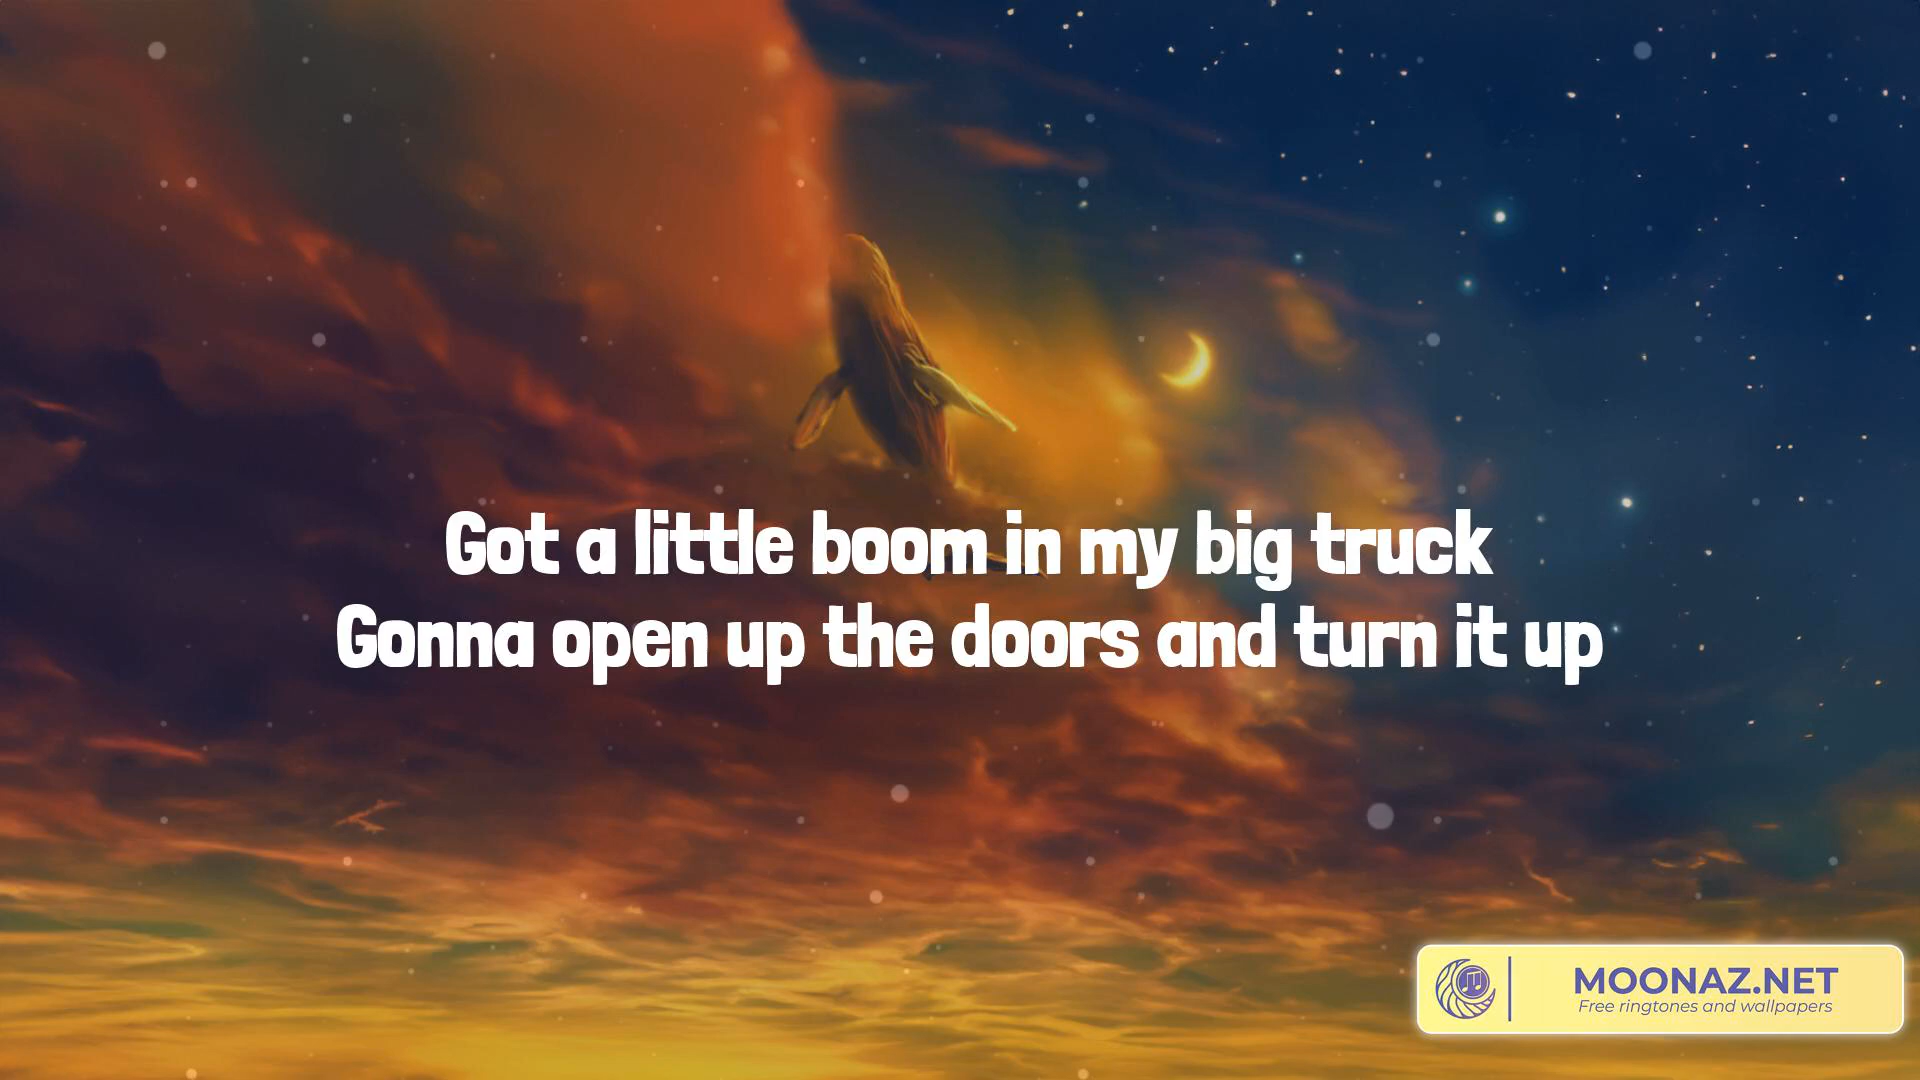 Got a little boom in my big truck
Gonna open up the doors and turn it up
MOONAZ.NET
Free ringtones and wallpapers